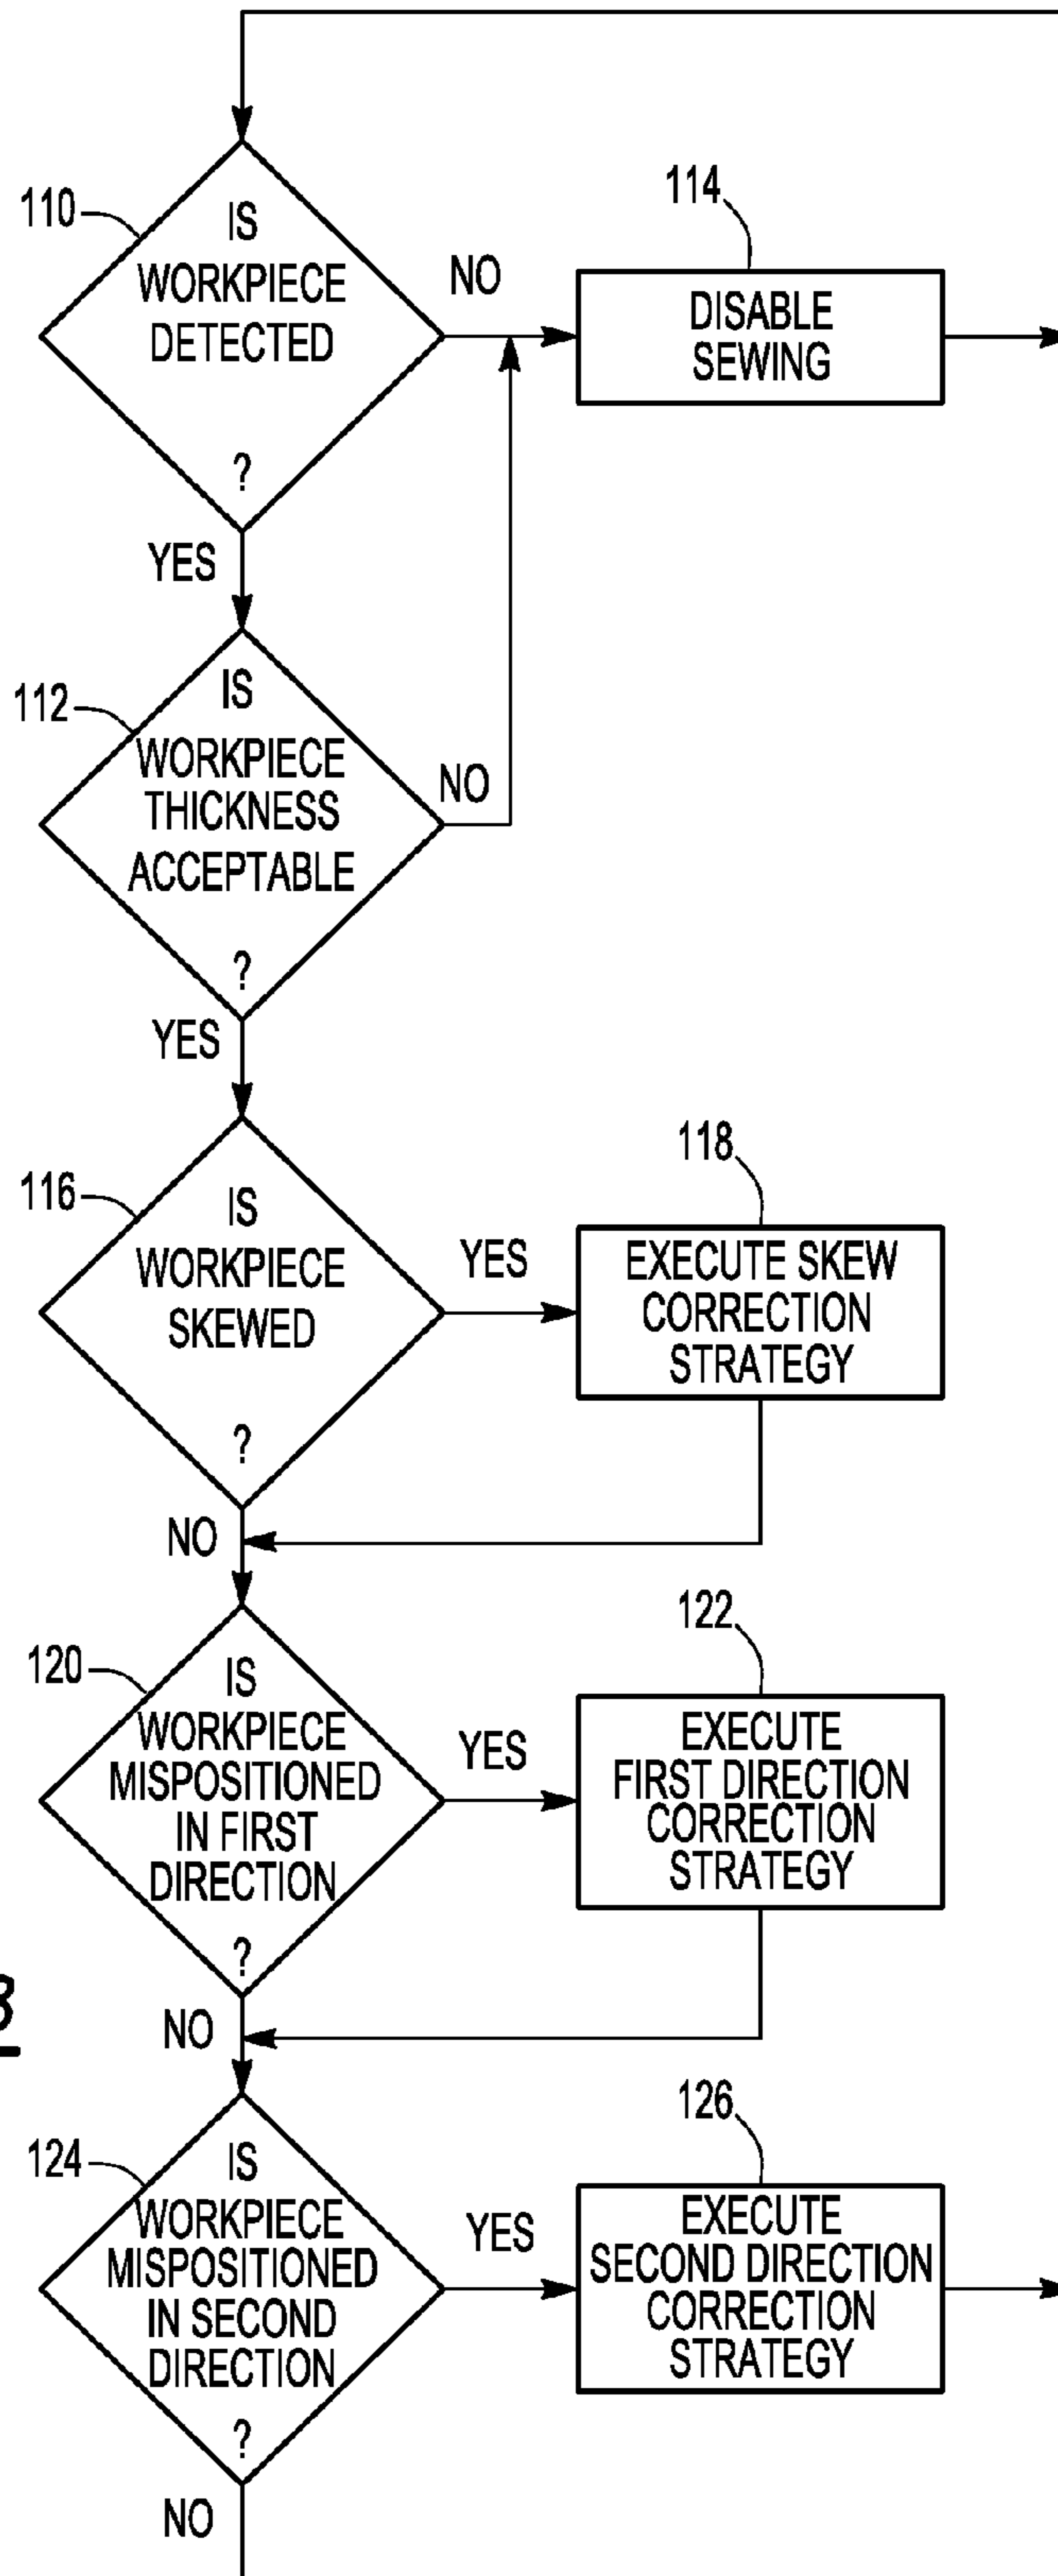 110
IS
WORKPIECE
DETECTED
?
NO
114
DISABLE
SEWING
YES
112
IS
WORKPIECE
THICKNESS
ACCEPTABLE
?
NO
YES
116
IS
WORKPIECE
SKEWED
?
YES
118
EXECUTE SKEW
CORRECTION
STRATEGY
NO
120
IS
WORKPIECE
MISPOSITIONED
IN FIRST
DIRECTION
?
YES
122
EXECUTE
FIRST DIRECTION
CORRECTION
STRATEGY
NO
124
IS
WORKPIECE
MISPOSITIONED
IN SECOND
DIRECTION
?
YES
126
EXECUTE
SECOND DIRECTION
CORRECTION
STRATEGY
NO